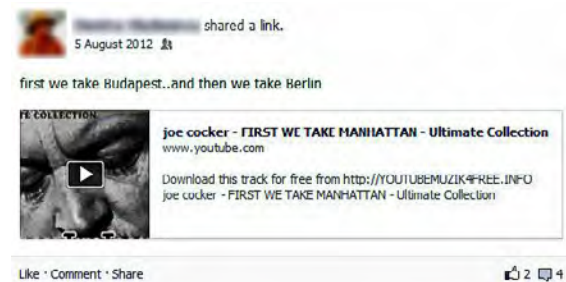 shared a link.
5 August 2012
first we take Budapest..and then we take Berlin
TE COLLECTION
joe cocker - FIRST WE TAKE MANHATTAN - Ultimate Collection
www.youtube.com
Download this track for free from http://YOUTUBEMUZIK4FREE.INFO
joe cocker - FIRST WE TAKE MANHATTAN - Ultimate Collection
Like · Comment · Share
2 4